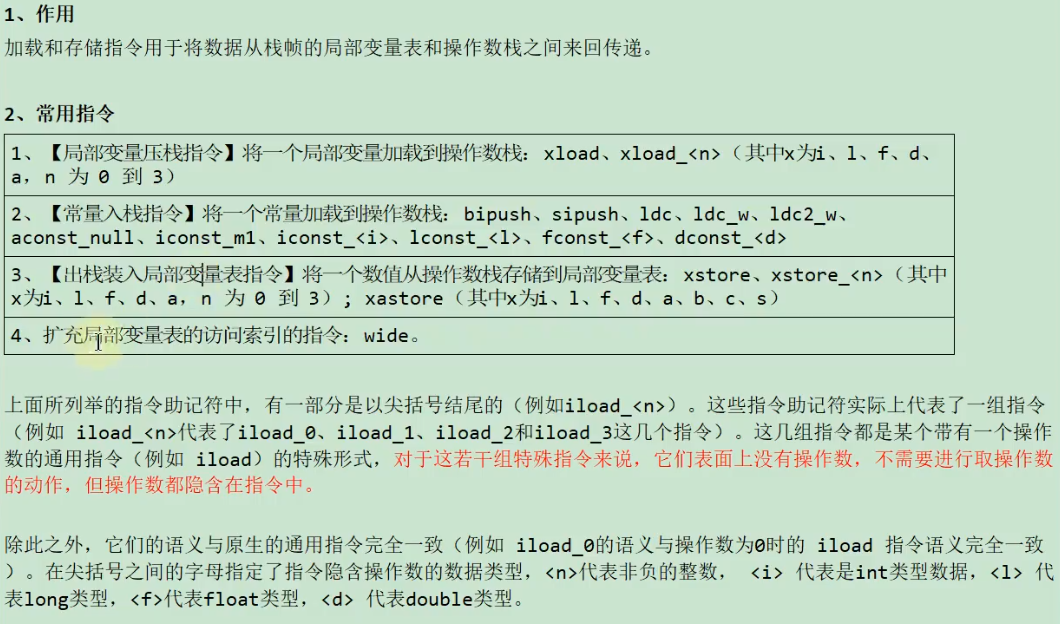 1、作用
加载和存储指令用于将数据从栈帧的局部变量表和操作数栈之间来回传递。
2、常用指令
1、【局部变量压栈指令】将一个局部变量加载到操作数栈：xload、xload_<n>（其中x为i、l、f、d、
a，n 为 0 到 3）
2、【常量入栈指令】将一个常量加载到操作数栈：bipush、sipush、ldc、ldc_w、ldc2_w、
aconst_null、iconst_m1、iconst_<i>、lconst_<l>、fconst_<f>、dconst_<d>
3、【出栈装入局部变量表指令】将一个数值从操作数栈存储到局部变量表：xstore、xstore_<n>（其中
x为i、l、f、d、a，n 为 0 到 3）; xastore（其中x为i、l、f、d、a、b、c、s）
4、扩充局部变量表的访问索引的指令：wide。
上面所列举的指令助记符中，有一部分是以尖括号结尾的（例如iload_<n>）。这些指令助记符实际上代表了一组指令
（例如 iload_<n>代表了iload_0、iload_1、iload_2和iload_3这几个指令）。这几组指令都是某个带有一个操作
数的通用指令（例如 iload）的特殊形式，对于这若干组特殊指令来说，它们表面上没有操作数，不需要进行取操作数
的动作，但操作数都隐含在指令中。
除此之外，它们的语义与原生的通用指令完全一致（例如 iload_0的语义与操作数为0时的 iload 指令语义完全一致
）。在尖括号之间的字母指定了指令隐含操作数的数据类型，<n>代表非负的整数， <i> 代表是int类型数据，<l> 代
表long类型，<f>代表float类型，<d> 代表double类型。